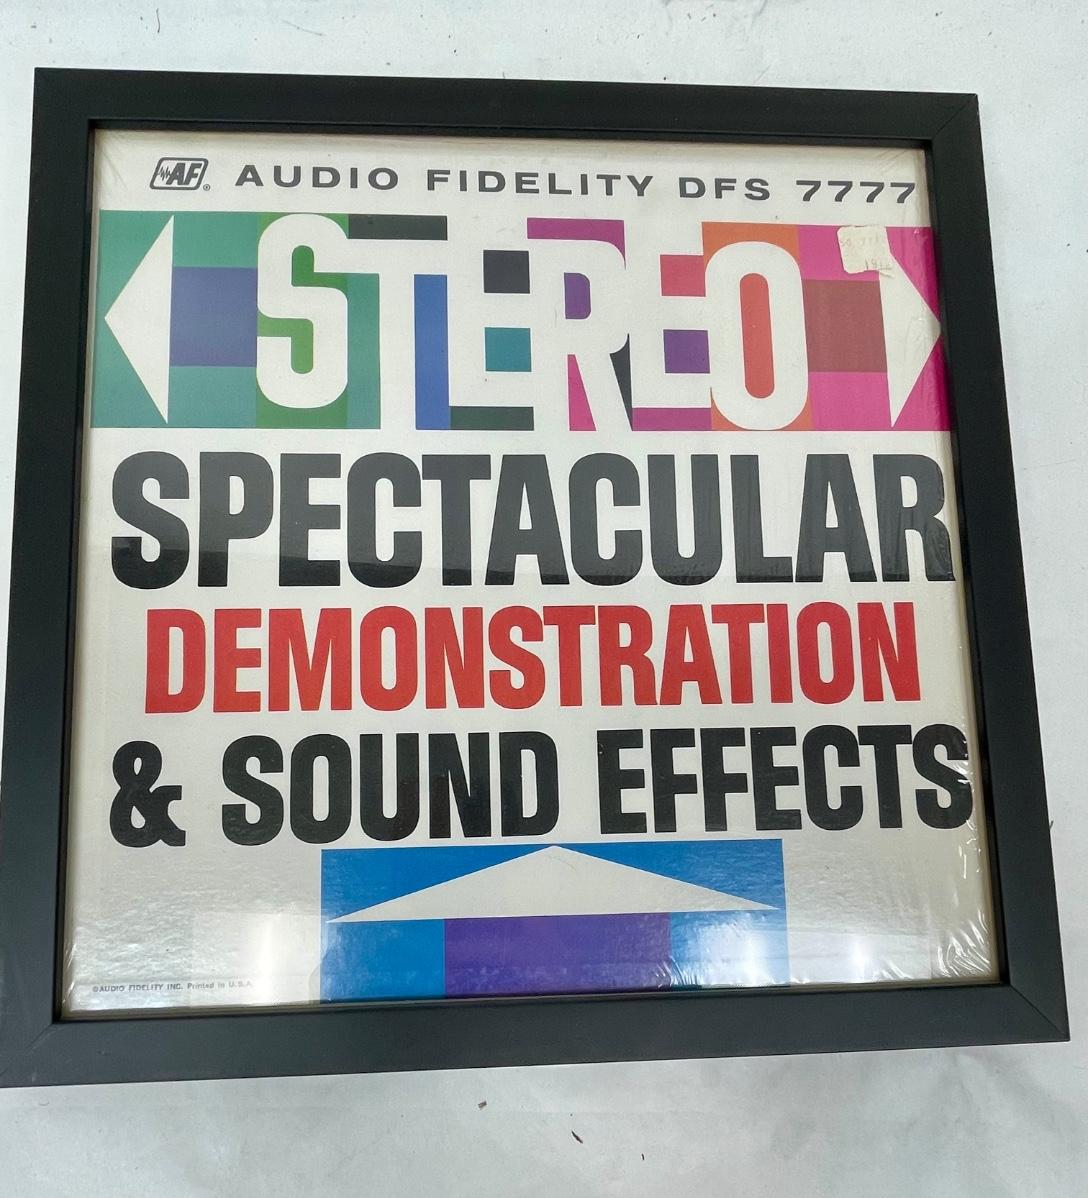 AF® AUDIO FIDELITY DFS 7777
STEREO
SPECTACULAR
DEMONSTRATION
& SOUND EFFECTS
©AUDIO FIDELITY INC. Printed in U.S.A.